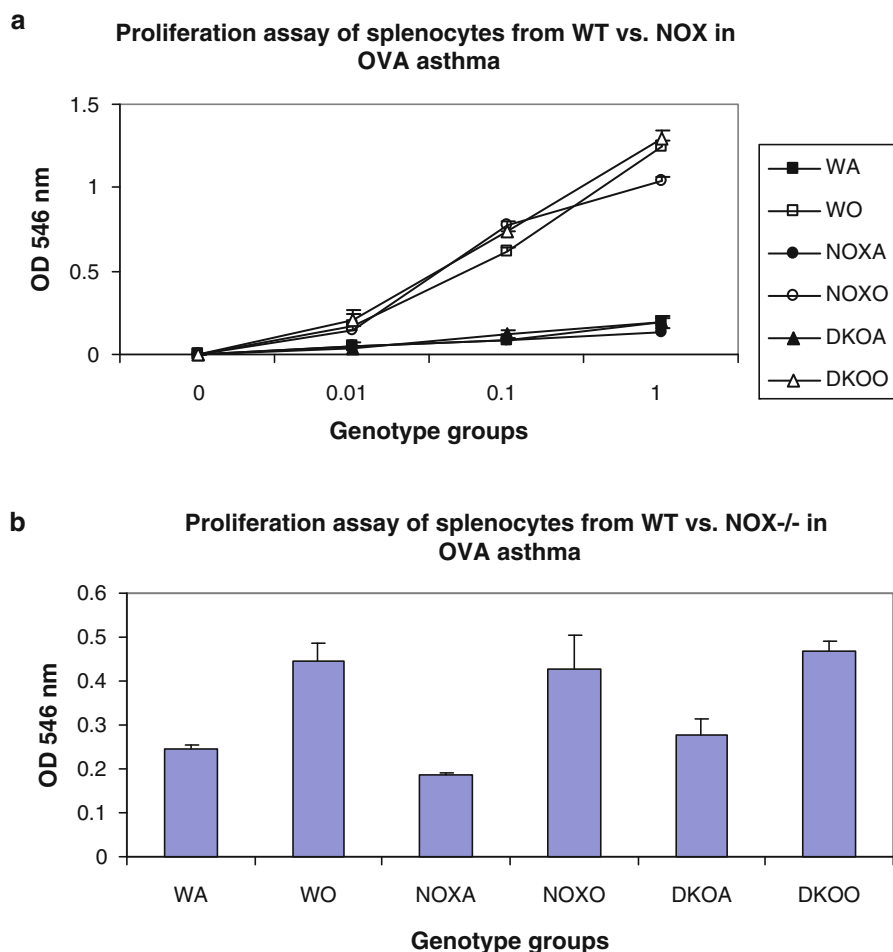 a
Proliferation assay of splenocytes from WT vs. NOX in
OVA asthma
1.5
1
0.5
0
OD 546 nm
0 0.01 0.1 1
Genotype groups
WA
WO
NOXA
NOXO
DKOA
DKOO
b
Proliferation assay of splenocytes from WT vs. NOX-/- in
OVA asthma
0.6
0.5
0.4
0.3
0.2
0.1
0
OD 546 nm
WA WO NOXA NOXO DKOA DKOO
Genotype groups